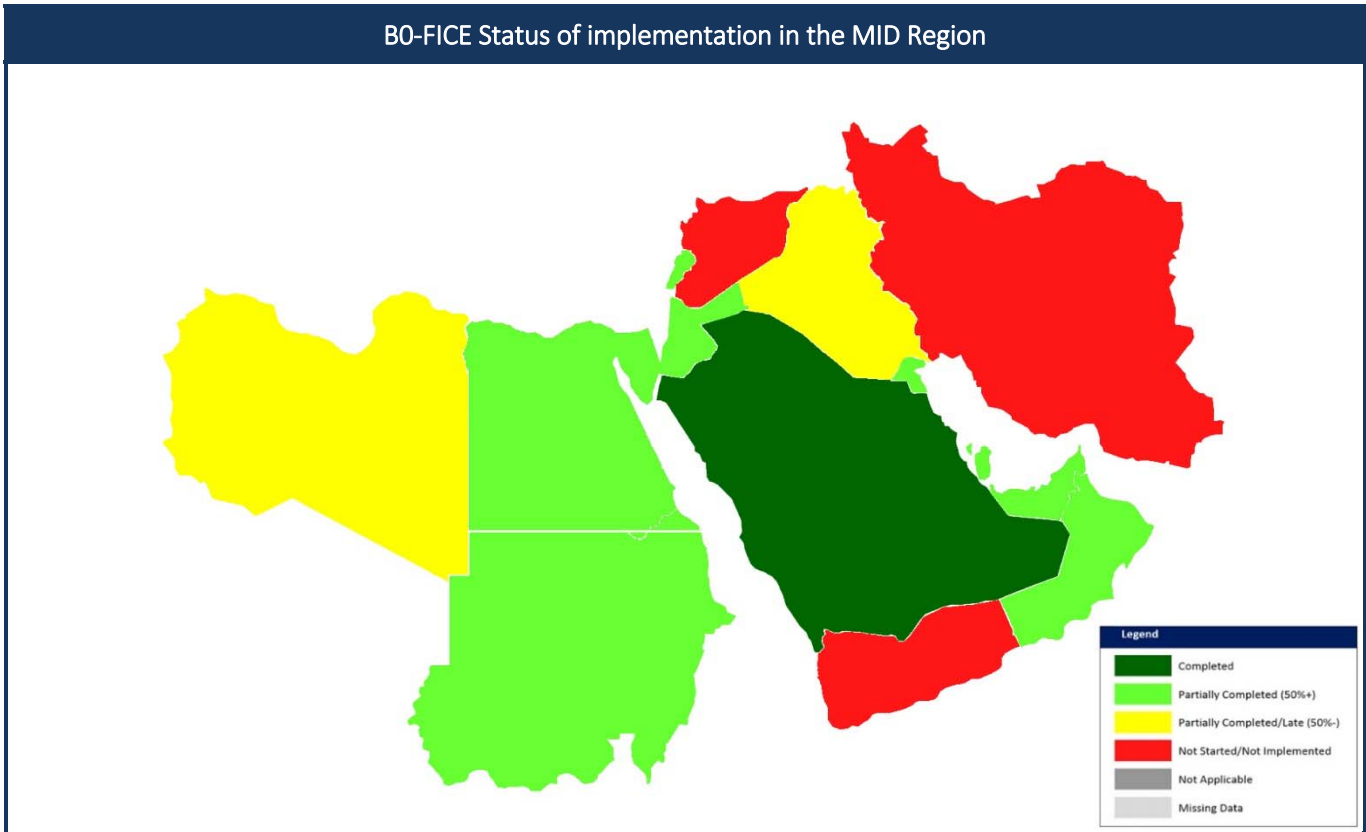 B0-FICE Status of implementation in the MID Region
Legend
Completed
Partially Completed (50%+)
Partially Completed/Late (50%-)
Not Started/Not Implemented
Not Applicable
Missing Data